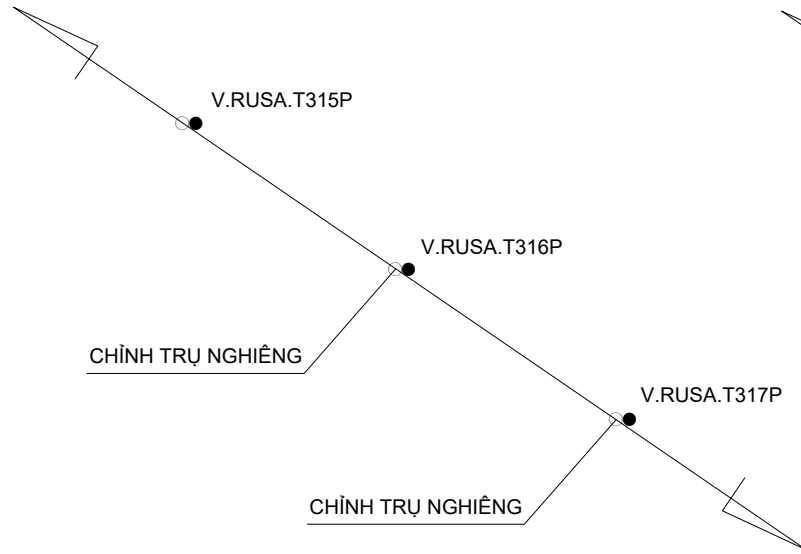 V.RUSA.T315P
V.RUSA.T316P
CHỈNH TRỤ NGHIÊNG
V.RUSA.T317P
CHỈNH TRỤ NGHIÊNG